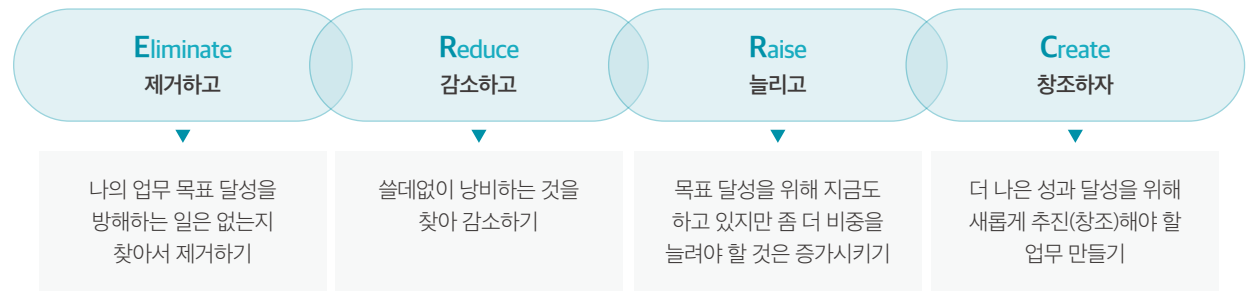 Eliminate
제거하고
Reduce
감소하고
Raise
늘리고
Create
창조하자
나의 업무 목표 달성을
방해하는 일은 없는지
찾아서 제거하기
쓸데없이 낭비하는 것을
찾아 감소하기
목표 달성을 위해 지금도
하고 있지만 좀 더 비중을
늘려야 할 것은 증가시키기
더 나은 성과 달성을 위해
새롭게 추진(창조)해야 할
업무 만들기